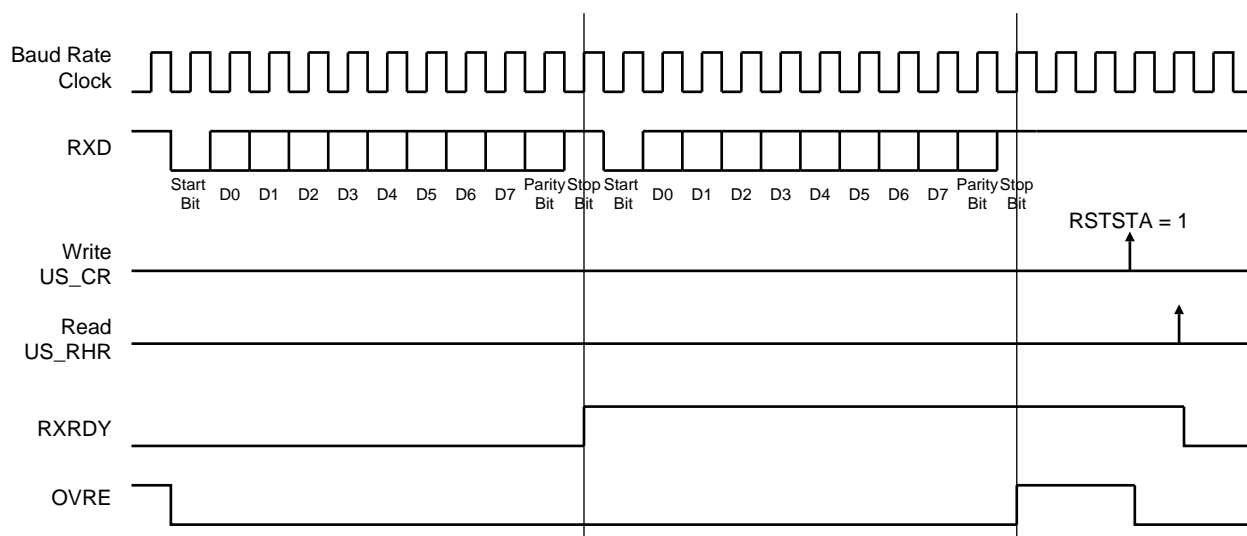 Baud Rate
Clock
RXD
Start
Bit
D0
D1
D2
D3
D4
D5
D6
D7
Parity
Bit
Stop
Bit
Start
Bit
D0
D1
D2
D3
D4
D5
D6
D7
Parity
Bit
Stop
Bit
RSTSTA = 1
Write
US_CR
Read
US_RHR
RXRDY
OVRE